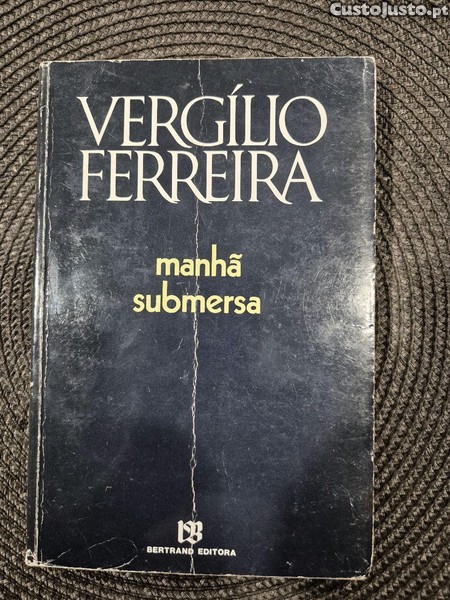 CustoJusto.pt
VERGÍLIO
FERREIRA
manhã
submersa
BERTRAND EDITORA